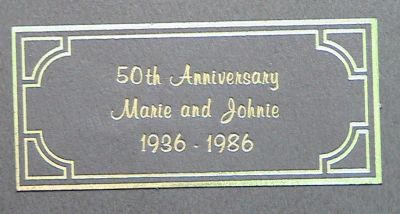 50th Anniversary
Marie and Johnie
1936 - 1986